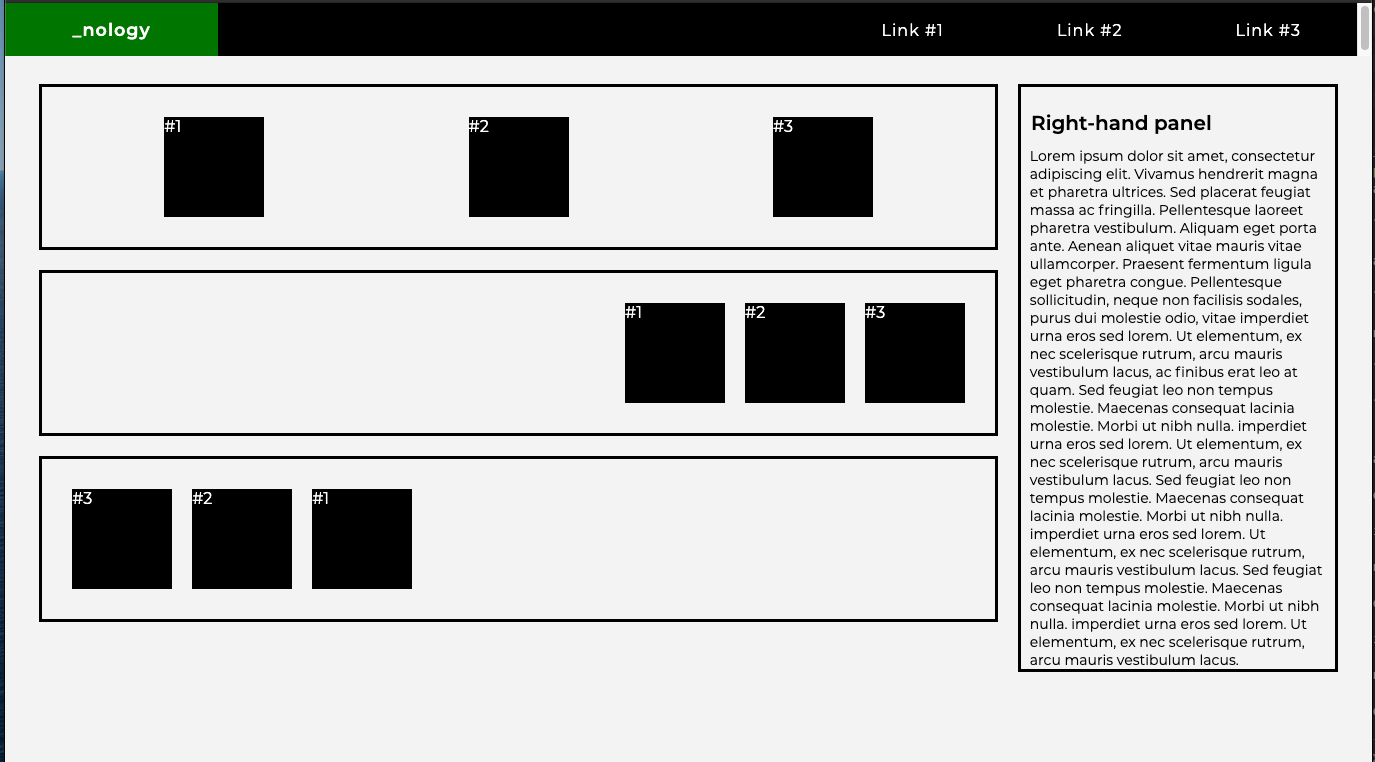 _nology
Link #1
Link #2
Link #3
#1
#2
#3
#1
#2
#3
#3
#2
#1
Right-hand panel
Lorem ipsum dolor sit amet, consectetur
adipiscing elit. Vivamus hendrerit magna
et pharetra ultrices. Sed placerat feugiat
massa ac fringilla. Pellentesque laoreet
pharetra vestibulum. Aliquam eget porta
ante. Aenean aliquet vitae mauris vitae
ullamcorper. Praesent fermentum ligula
eget pharetra congue. Pellentesque
sollicitudin, neque non facilisis sodales,
purus dui molestie odio, vitae imperdiet
urna eros sed lorem. Ut elementum, ex
nec scelerisque rutrum, arcu mauris
vestibulum lacus, ac finibus erat leo at
quam. Sed feugiat leo non tempus
molestie. Maecenas consequat lacinia
molestie. Morbi ut nibh nulla. imperdiet
urna eros sed lorem. Ut elementum, ex
nec scelerisque rutrum, arcu mauris
vestibulum lacus. Sed feugiat leo non
tempus molestie. Maecenas consequat
lacinia molestie. Morbi ut nibh nulla.
imperdiet urna eros sed lorem. Ut
elementum, ex nec scelerisque rutrum,
arcu mauris vestibulum lacus. Sed feugiat
leo non tempus molestie. Maecenas
consequat lacinia molestie. Morbi ut nibh
nulla. imperdiet urna eros sed lorem. Ut
elementum, ex nec scelerisque rutrum,
arcu mauris vestibulum lacus.